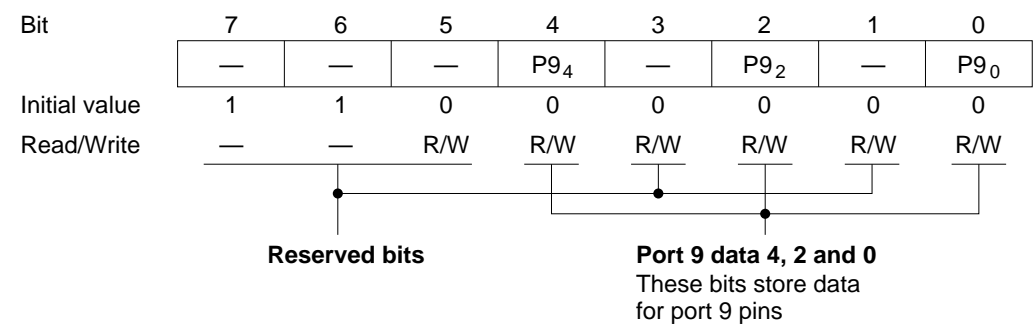 Bit 7 6 5 4 3 2 1 0
— — — P9₄ — P9₂ — P9₀
Initial value 1 1 0 0 0 0 0 0
Read/Write — — R/W R/W R/W R/W R/W R/W
Reserved bits
Port 9 data 4, 2 and 0
These bits store data
for port 9 pins